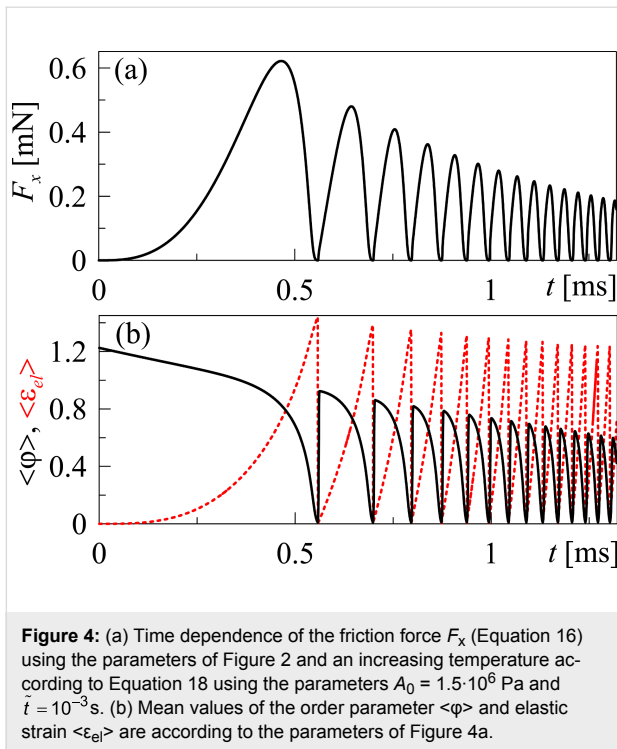 (a)
F_x [mN]
0.6
0.4
0.2
0
0 0.5 1 t [ms]
(b)
<φ>, <ε_el>
1.2
0.8
0.4
0
0 0.5 1 t [ms]
Figure 4: (a) Time dependence of the friction force F_x (Equation 16)
using the parameters of Figure 2 and an increasing temperature ac-
cording to Equation 18 using the parameters A_0 = 1.5·10^6 Pa and
t̃ = 10^−3 s. (b) Mean values of the order parameter <φ> and elastic
strain <ε_el> are according to the parameters of Figure 4a.